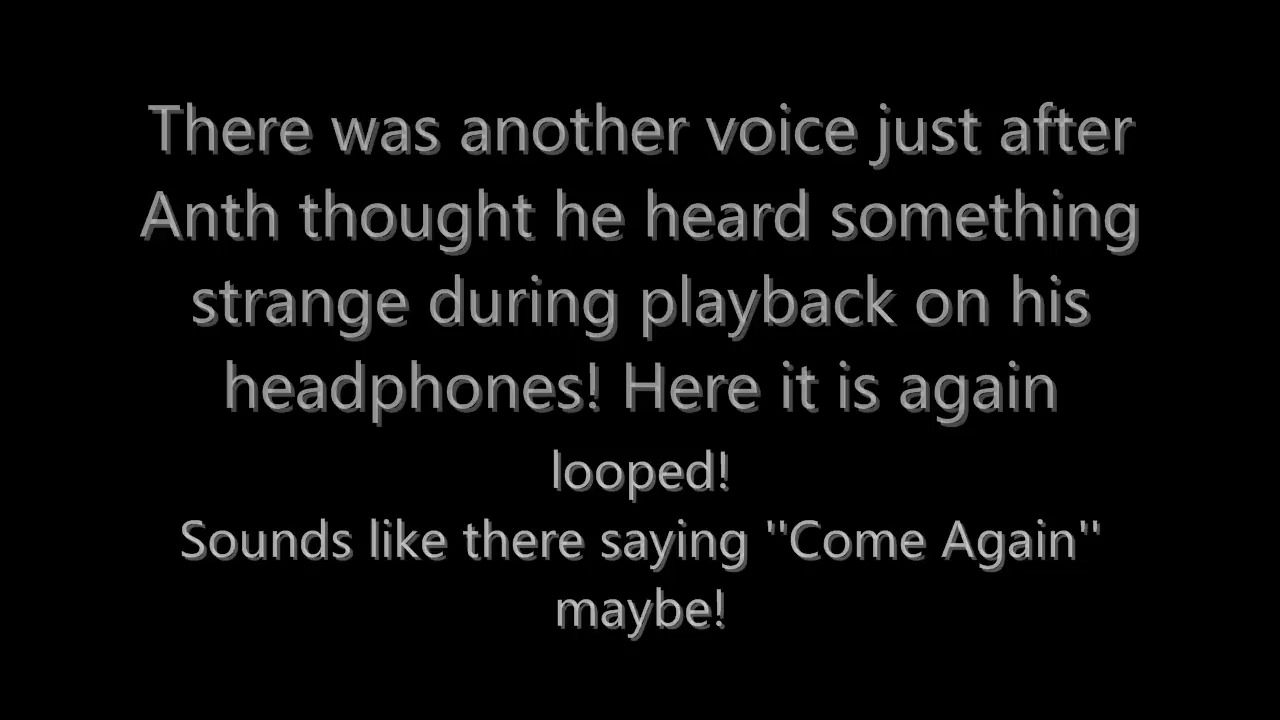 There was another voice just after
Anth thought he heard something
strange during playback on his
headphones! Here it is again
looped!
Sounds like there saying ''Come Again''
maybe!